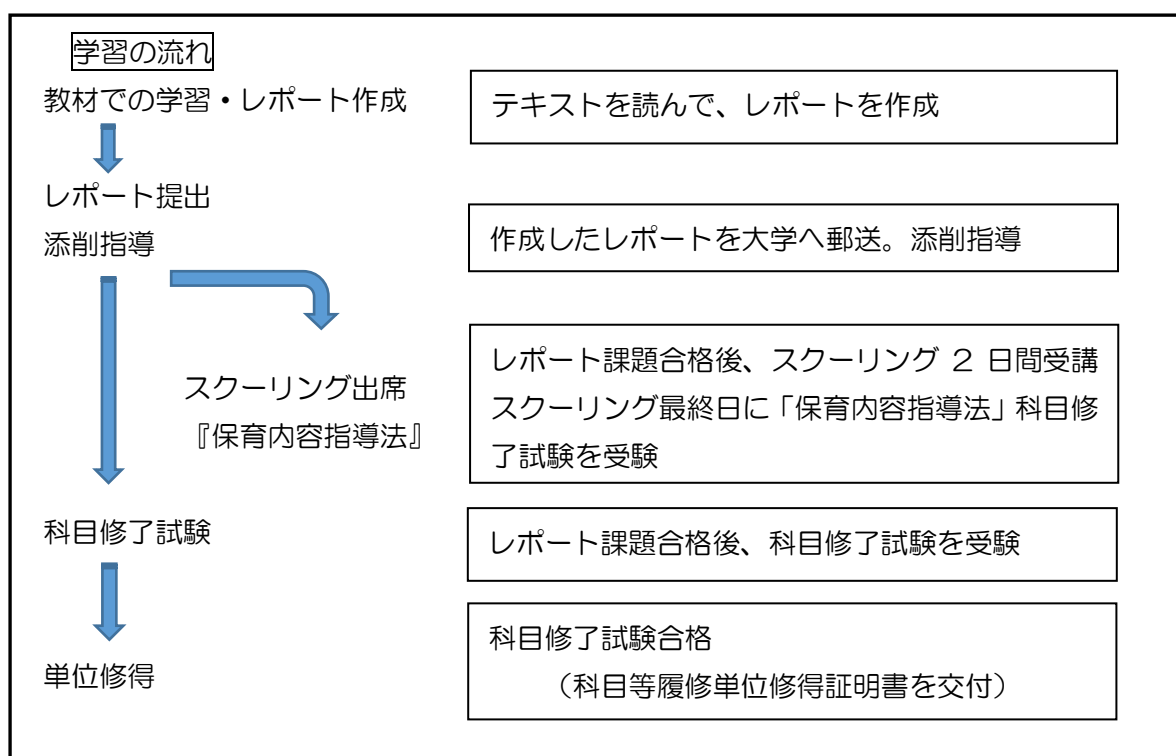 学習の流れ
教材での学習・レポート作成
テキストを読んで、レポートを作成
レポート提出
添削指導
作成したレポートを大学へ郵送。添削指導
スクーリング出席
『保育内容指導法』
レポート課題合格後、スクーリング 2 日間受講
スクーリング最終日に「保育内容指導法」科目修
了試験を受験
科目修了試験
レポート課題合格後、科目修了試験を受験
単位修得
科目修了試験合格
（科目等履修単位修得証明書を交付）